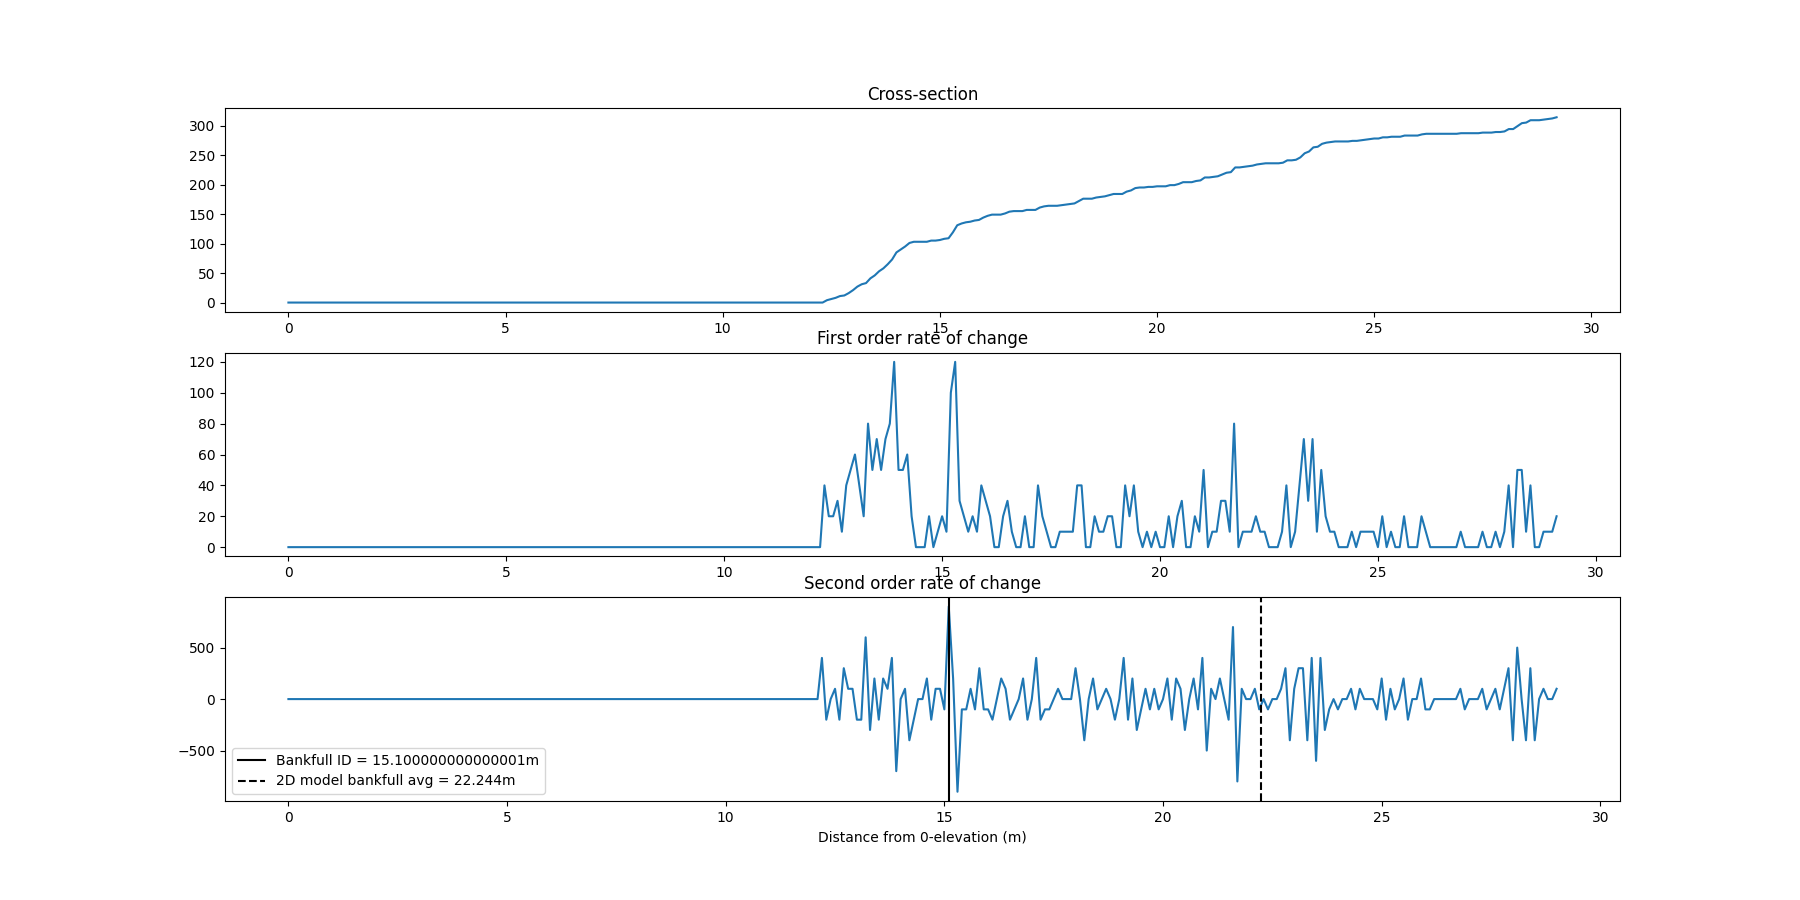 Cross-section
300
250
200
150
100
50
0
0 5 10 15 20 25 30
First order rate of change
120
100
80
60
40
20
0
0 5 10 15 20 25 30
Second order rate of change
500
0
−500
Bankfull ID = 15.100000000000001m
2D model bankfull avg = 22.244m
0 5 10 15 20 25 30
Distance from 0-elevation (m)